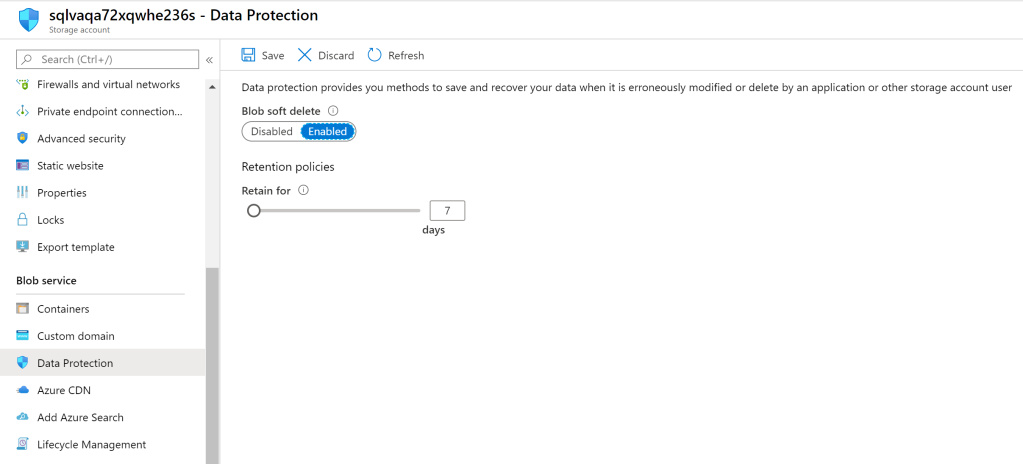 sqlvaqa72xqwhe236s - Data Protection
Storage account
Search (Ctrl+/)
«
Firewalls and virtual networks
Private endpoint connection...
Advanced security
Static website
Properties
Locks
Export template
Blob service
Containers
Custom domain
Data Protection
Azure CDN
Add Azure Search
Lifecycle Management
Save Discard Refresh
Data protection provides you methods to save and recover your data when it is erroneously modified or delete by an application or other storage account user
Blob soft delete
Disabled Enabled
Retention policies
Retain for
7
days